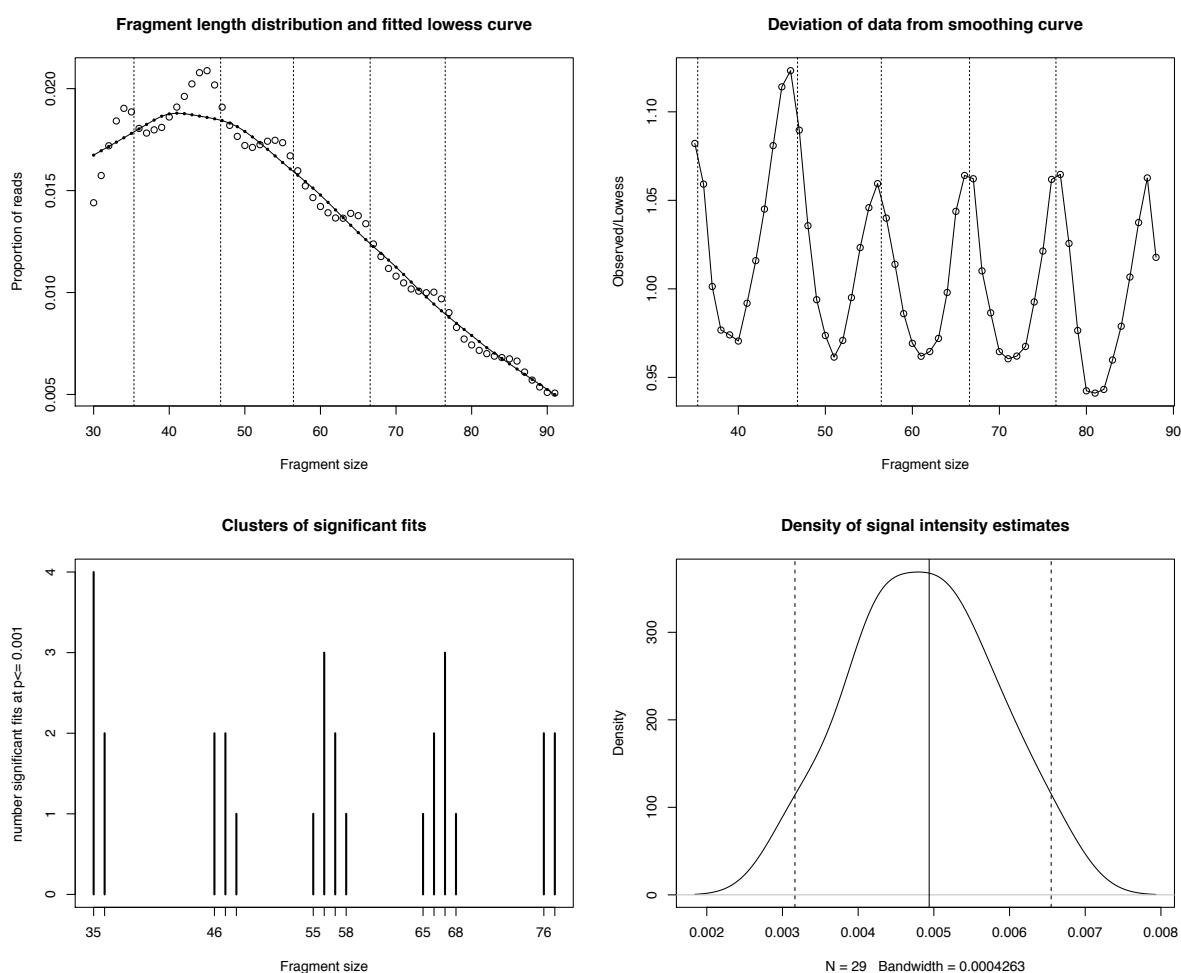 Fragment length distribution and fitted lowess curve
Proportion of reads
0.020
0.015
0.010
0.005
30 40 50 60 70 80 90
Fragment size
Deviation of data from smoothing curve
Observed/Lowess
1.10
1.05
1.00
0.95
40 50 60 70 80 90
Fragment size
Clusters of significant fits
number significant fits at p<= 0.001
4
3
2
1
0
35 46 55 58 65 68 76
Fragment size
Density of signal intensity estimates
Density
300
200
100
0
0.002 0.003 0.004 0.005 0.006 0.007 0.008
N = 29 Bandwidth = 0.0004263